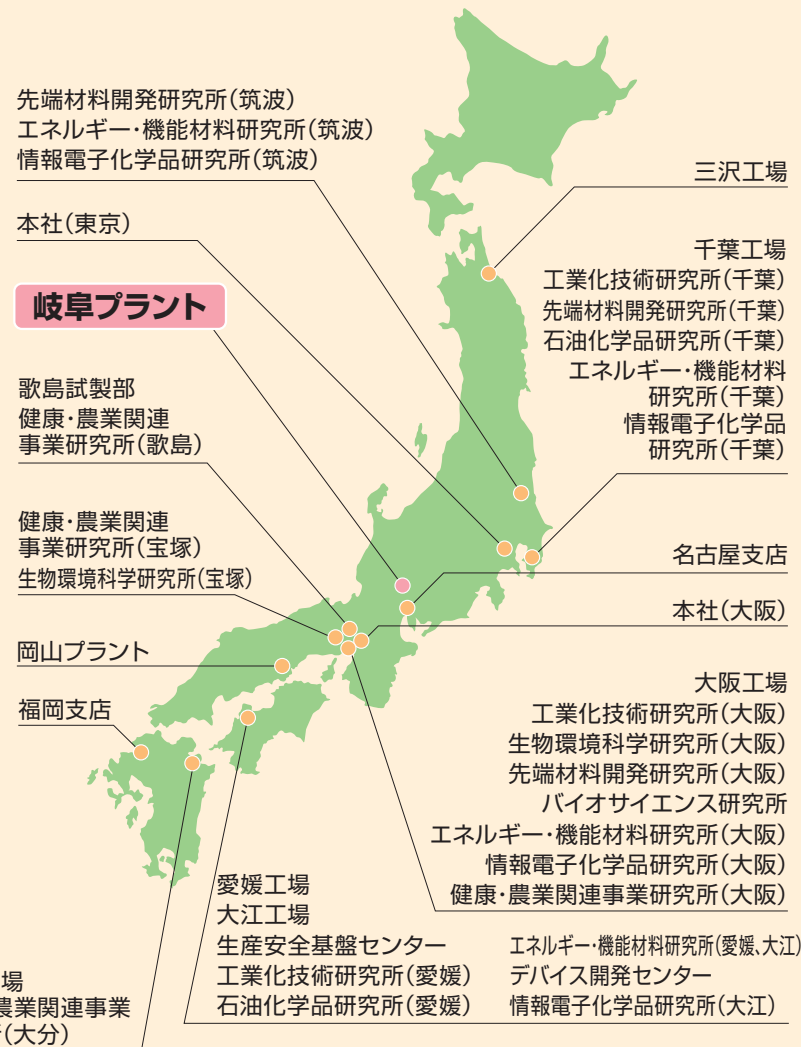 先端材料開発研究所(筑波)
エネルギー・機能材料研究所(筑波)
情報電子化学品研究所(筑波)
本社(東京)
岐阜プラント
歌島試製部
健康・農業関連
事業研究所(歌島)
健康・農業関連
事業研究所(宝塚)
生物環境科学研究所(宝塚)
岡山プラント
福岡支店
三沢工場
千葉工場
工業化技術研究所(千葉)
先端材料開発研究所(千葉)
石油化学品研究所(千葉)
エネルギー・機能材料
研究所(千葉)
情報電子化学品
研究所(千葉)
名古屋支店
本社(大阪)
大阪工場
工業化技術研究所(大阪)
生物環境科学研究所(大阪)
先端材料開発研究所(大阪)
バイオサイエンス研究所
エネルギー・機能材料研究所(大阪)
情報電子化学品研究所(大阪)
健康・農業関連事業研究所(大阪)
愛媛工場
大江工場
生産安全基盤センター
工業化技術研究所(愛媛)
石油化学品研究所(愛媛)
エネルギー・機能材料研究所(愛媛、大江)
デバイス開発センター
情報電子化学品研究所(大江)
場
農業関連事業
(大分)